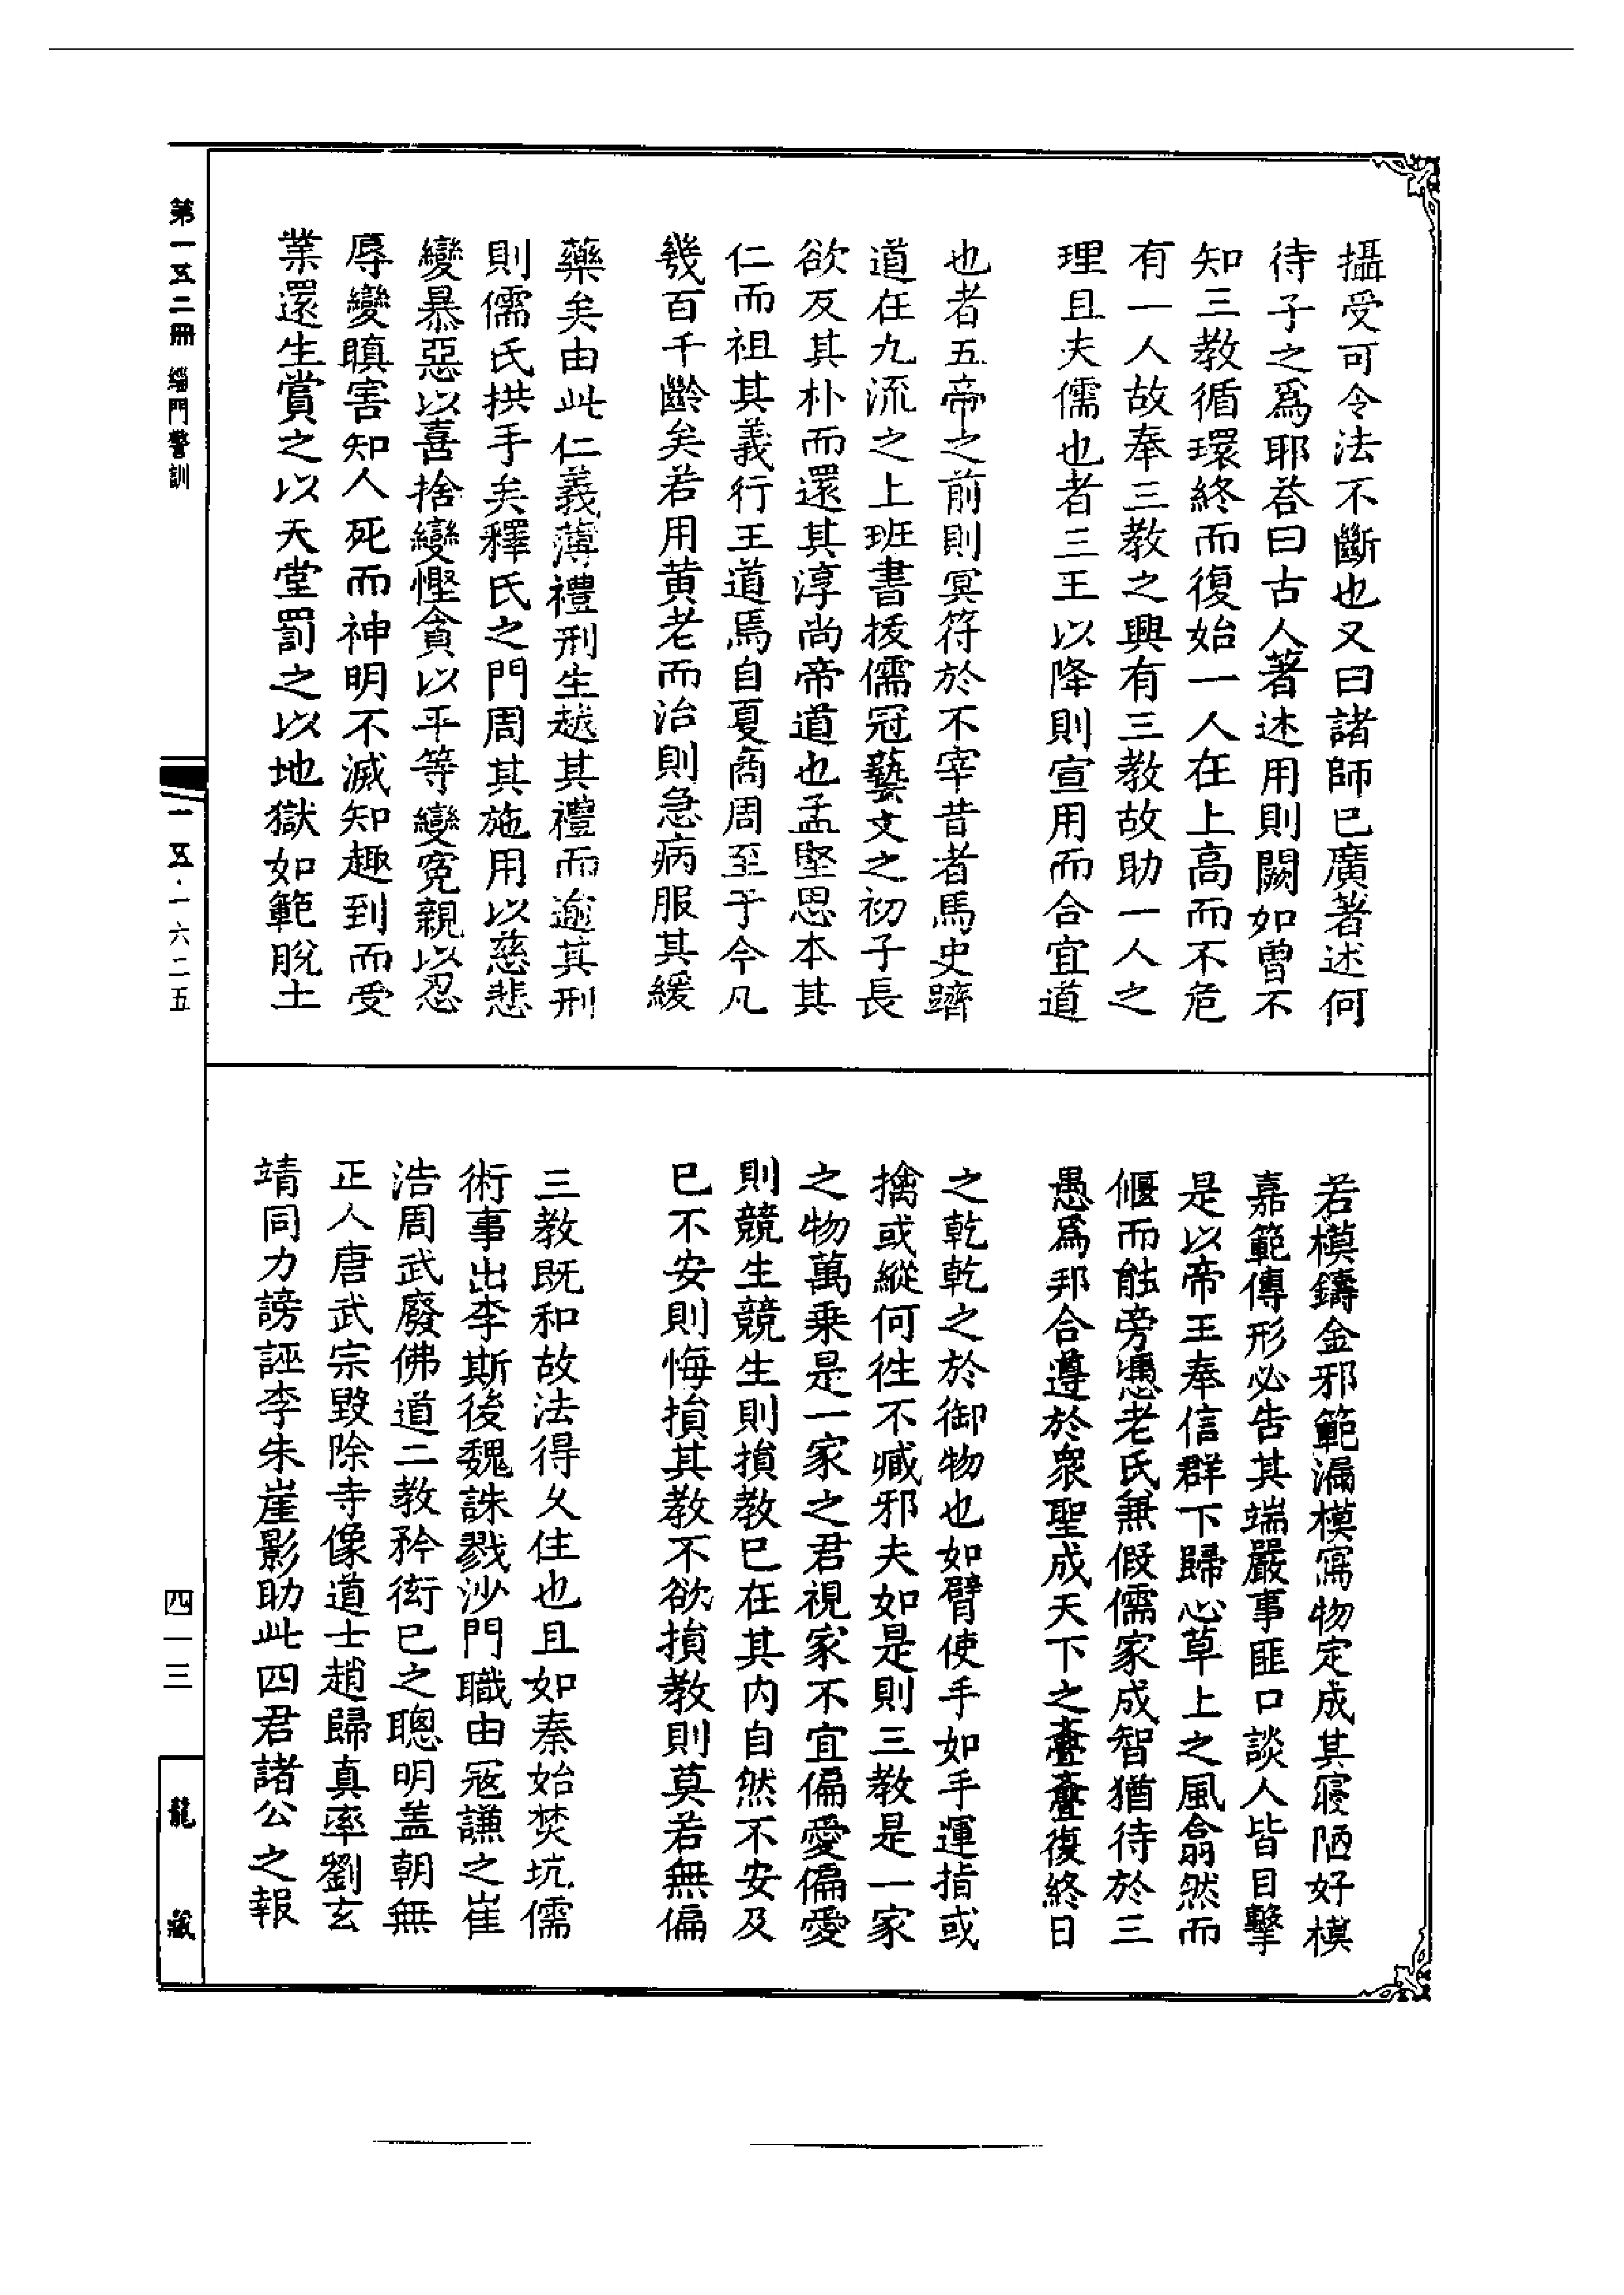 攝受可令法不斷也又曰諸師已廣著述何
待子之爲耶荅曰古人著述用則闕如曾不
知三教循環終而復始一人在上高而不危
有一人故奉三教之興有三教故助一人之
理且夫儒也者三王以降則宣用而合宜道
也者五帝之前則冥符於不宰昔者馬史躋
道在九流之上班書拔儒冠藝文之初子長
欲反其朴而還其淳尚帝道也孟堅思本其
仁而祖其義行王道焉自夏商周至于今凡
幾百千齡矣若用黃老而治則急病服其緩
藥矣由此仁義薄禮刑生越其禮而逾其刑
則儒氏拱手矣釋氏之門周其施用以慈悲
變暴惡以喜捨變慳貪以平等變寃親以忍
辱變瞋害知人死而神明不滅知趣到而受
業還生賞之以天堂罰之以地獄如範脫土
若模鑄金邪範漏模寫物定成其寢陋好模
嘉範傳形必告其端嚴事匪口談人皆目擊
是以帝王奉信群下歸心草上之風翕然而
偃而能旁憑老氏兼假儒家成智猶待於三
愚爲邦合遵於衆聖成天下之亹亹復終日
之乾乾之於御物也如臂使手如手運指或
擒或縱何徃不臧邪夫如是則三教是一家
之物萬乗是一家之君視家不宜偏愛偏愛
則競生競生則損教已在其内自然不安及
已不安則悔損其教不欲損教則莫若無偏
三教既和故法得久住也且如秦始焚坑儒
術事出李斯後魏誅戮沙門職由宼謙之崔
浩周武廢佛道二教矜衒已之聰明盖朝無
正人唐武宗毀除寺像道士趙歸真率劉玄
靖同力謗誣李朱崖影助此四君諸公之報
第一五二冊 緇門警訓
一五·一六二五
四一三
龍藏